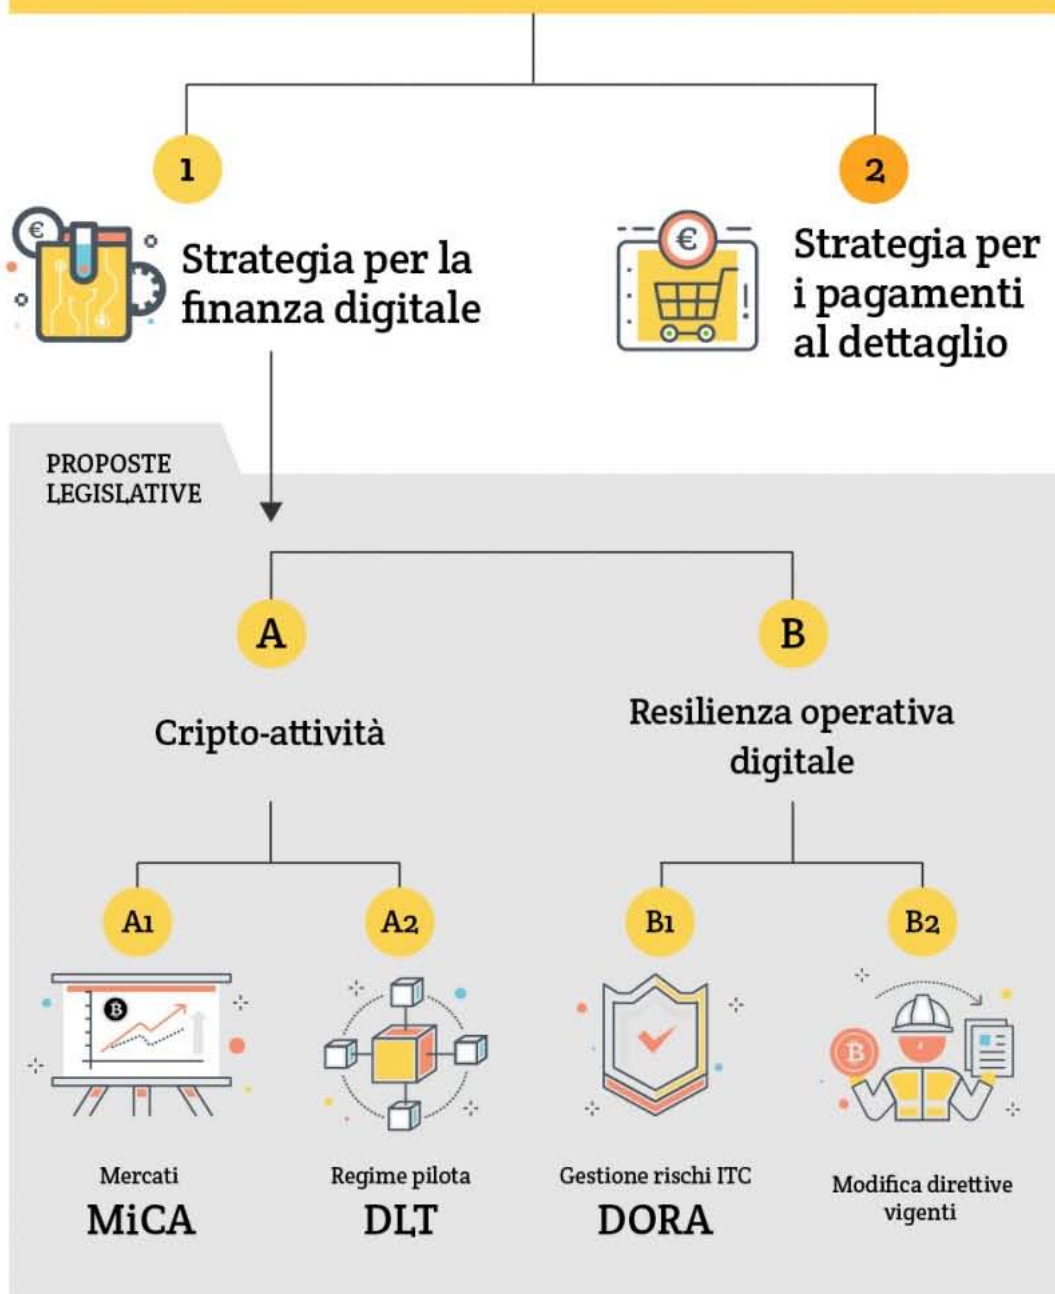 1
2
€
€
Strategia per la
finanza digitale
Strategia per
i pagamenti
al dettaglio
PROPOSTE
LEGISLATIVE
A
B
Cripto-attività
Resilienza operativa
digitale
A1
A2
B1
B2
B
B
Mercati
MiCA
Regime pilota
DLT
Gestione rischi ITC
DORA
Modifica direttive
vigenti